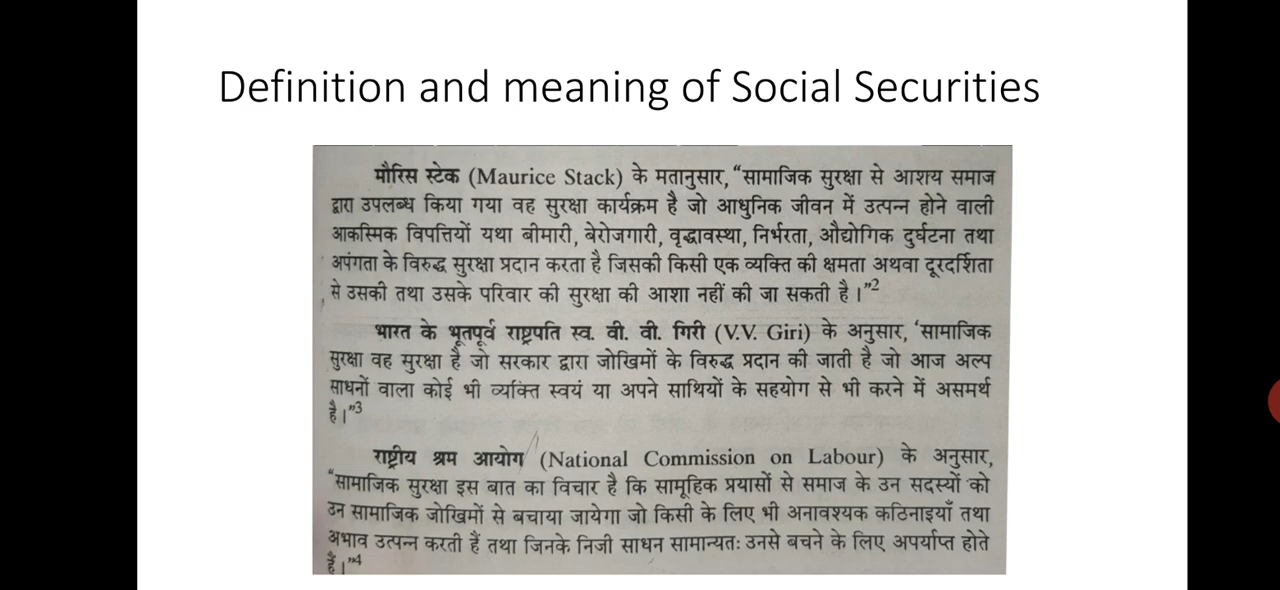 Definition and meaning of Social Securities
मौरिस स्टेक (Maurice Stack) के मतानुसार, “सामाजिक सुरक्षा से आशय समाज
द्वारा उपलब्ध किया गया वह सुरक्षा कार्यक्रम है जो आधुनिक जीवन में उत्पन्न होने वाली
आकस्मिक विपत्तियों यथा बीमारी, बेरोजगारी, वृद्धावस्था, निर्भरता, औद्योगिक दुर्घटना तथा
अपंगता के विरुद्ध सुरक्षा प्रदान करता है जिसकी किसी एक व्यक्ति की क्षमता अथवा दूरदर्शिता
से उसकी तथा उसके परिवार की सुरक्षा की आशा नहीं की जा सकती है।”2
भारत के भूतपूर्व राष्ट्रपति स्व. वी. वी. गिरी (V.V. Giri) के अनुसार, ‘सामाजिक
सुरक्षा वह सुरक्षा है जो सरकार द्वारा जोखिमों के विरुद्ध प्रदान की जाती है जो आज अल्प
साधनों वाला कोई भी व्यक्ति स्वयं या अपने साथियों के सहयोग से भी करने में असमर्थ
है।”3
राष्ट्रीय श्रम आयोग (National Commission on Labour) के अनुसार,
“सामाजिक सुरक्षा इस बात का विचार है कि सामूहिक प्रयासों से समाज के उन सदस्यों को
उन सामाजिक जोखिमों से बचाया जायेगा जो किसी के लिए भी अनावश्यक कठिनाइयाँ तथा
अभाव उत्पन्न करती हैं तथा जिनके निजी साधन सामान्यतः उनसे बचने के लिए अपर्याप्त होते
हैं।”4